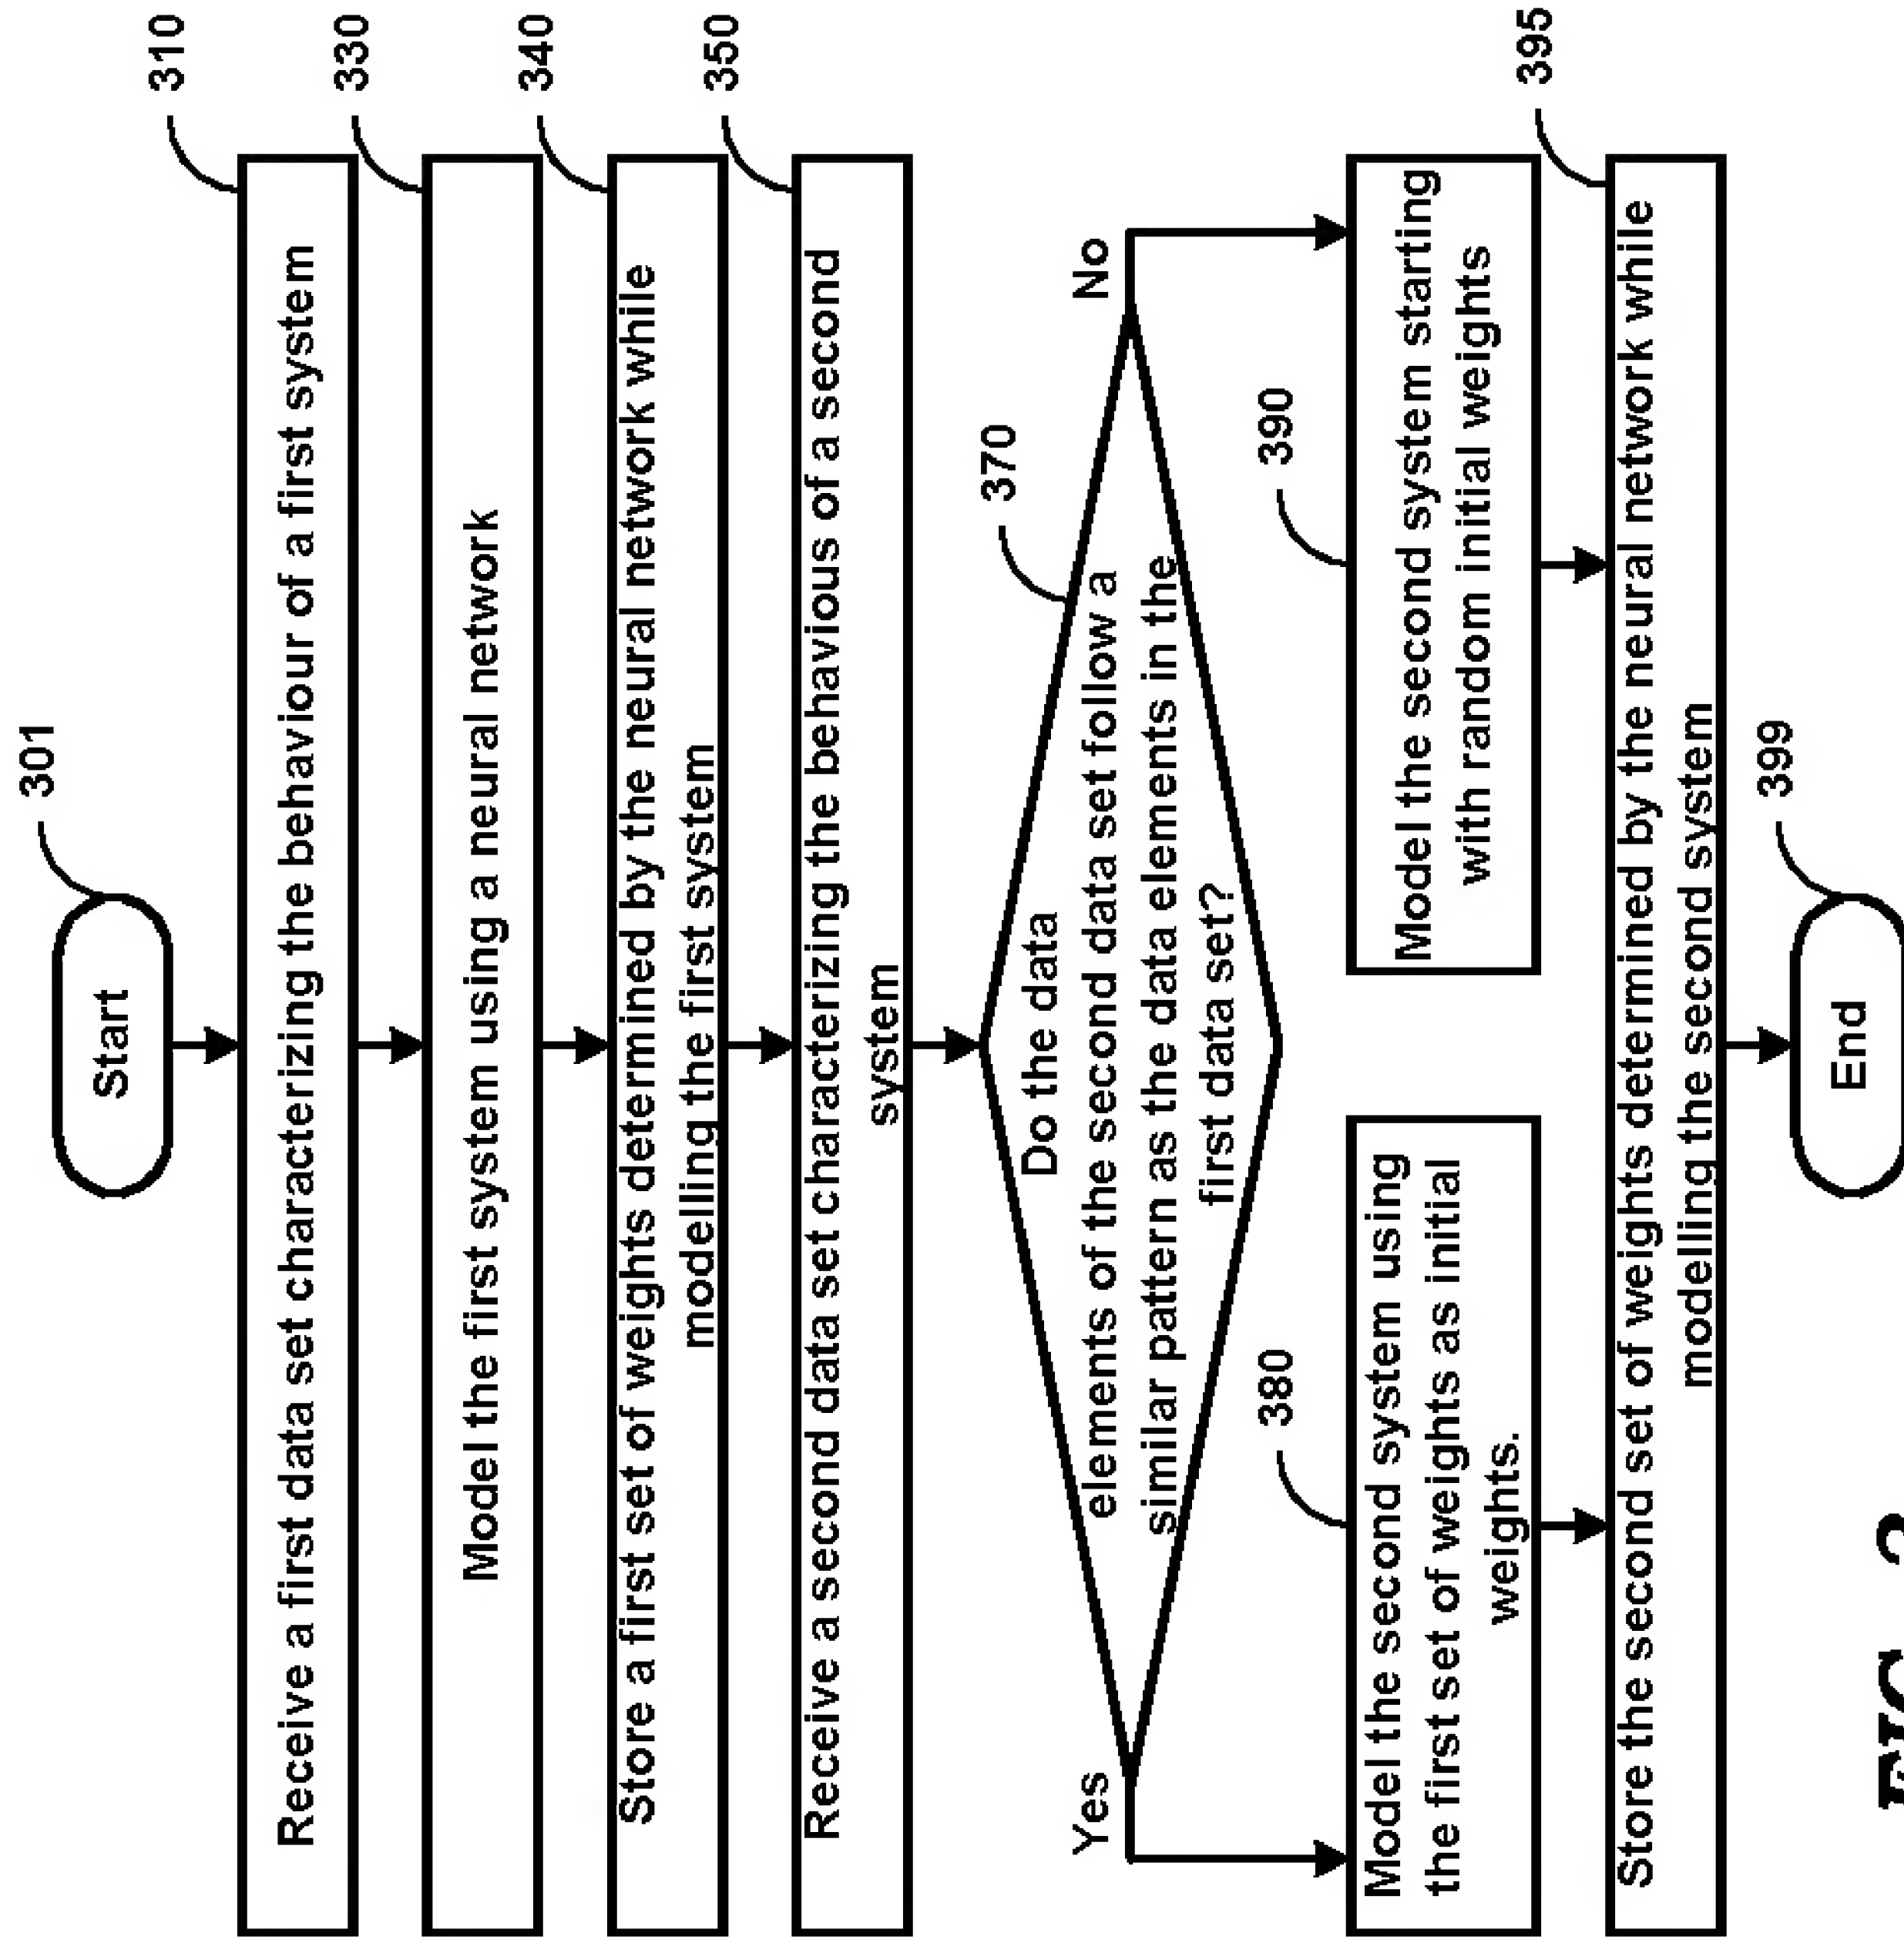 301
Start
310
Receive a first data set characterizing the behaviour of a first system
330
Model the first system using a neural network
340
Store a first set of weights determined by the neural network while
modelling the first system
350
Receive a second data set characterizing the behavious of a second
system
370
Do the data
elements of the second data set follow a
similar pattern as the data elements in the
first data set?
Yes
No
380
Model the second system using
the first set of weights as initial
weights.
390
Model the second system starting
with random initial weights
395
Store the second set of weights determined by the neural network while
modelling the second system
399
End